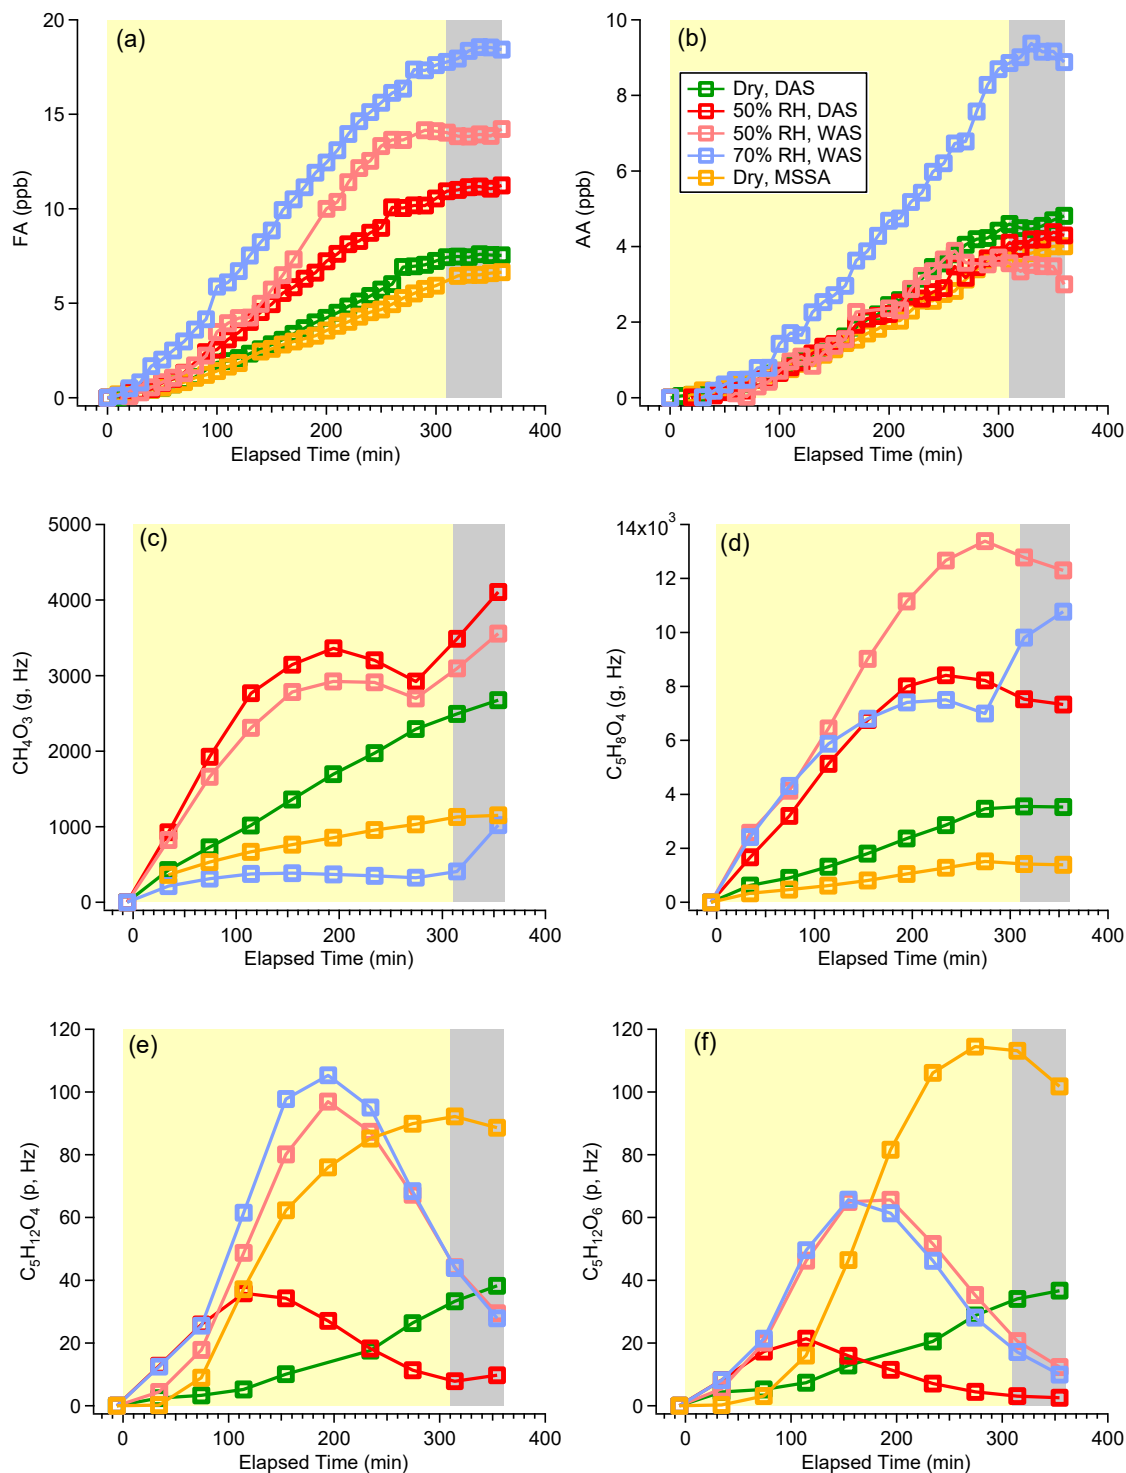 (a)
FA (ppb)
20
15
10
5
0
0 100 200 300 400
Elapsed Time (min)
(b)
AA (ppb)
10
8
6
4
2
0
Dry, DAS
50% RH, DAS
50% RH, WAS
70% RH, WAS
Dry, MSSA
0 100 200 300 400
Elapsed Time (min)
(c)
CH₄O₃ (g, Hz)
5000
4000
3000
2000
1000
0
0 100 200 300 400
Elapsed Time (min)
(d)
C₅H₈O₄ (g, Hz)
14x10³
12
10
8
6
4
2
0
0 100 200 300 400
Elapsed Time (min)
(e)
C₅H₁₂O₄ (p, Hz)
120
100
80
60
40
20
0
0 100 200 300 400
Elapsed Time (min)
(f)
C₅H₁₂O₆ (p, Hz)
120
100
80
60
40
20
0
0 100 200 300 400
Elapsed Time (min)